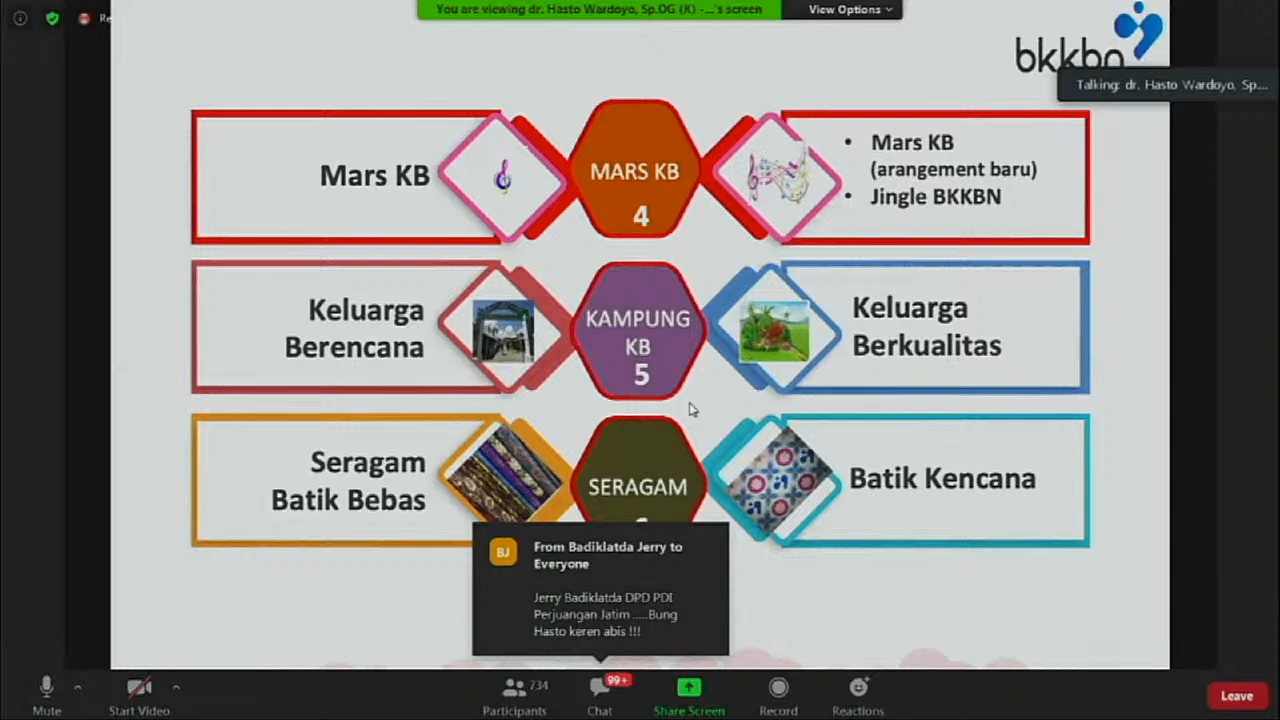 You are viewing dr. Hasto Wardoyo, Sp.OG (K) -...'s screen
View Options
bkkbn
Talking: dr. Hasto Wardoyo, Sp....
Mars KB
MARS KB
4
• Mars KB
(arangement baru)
• Jingle BKKBN
Keluarga
Berencana
KAMPUNG
KB
5
Keluarga
Berkualitas
Seragam
Batik Bebas
SERAGAM
Batik Kencana
BJ
From Badiklatda Jerry to
Everyone
Jerry Badiklatda DPD PDI
Perjuangan Jatim .....Bung
Hasto keren abis !!!
Mute
Start Video
734
Participants
99+
Chat
Share Screen
Record
Reactions
Leave